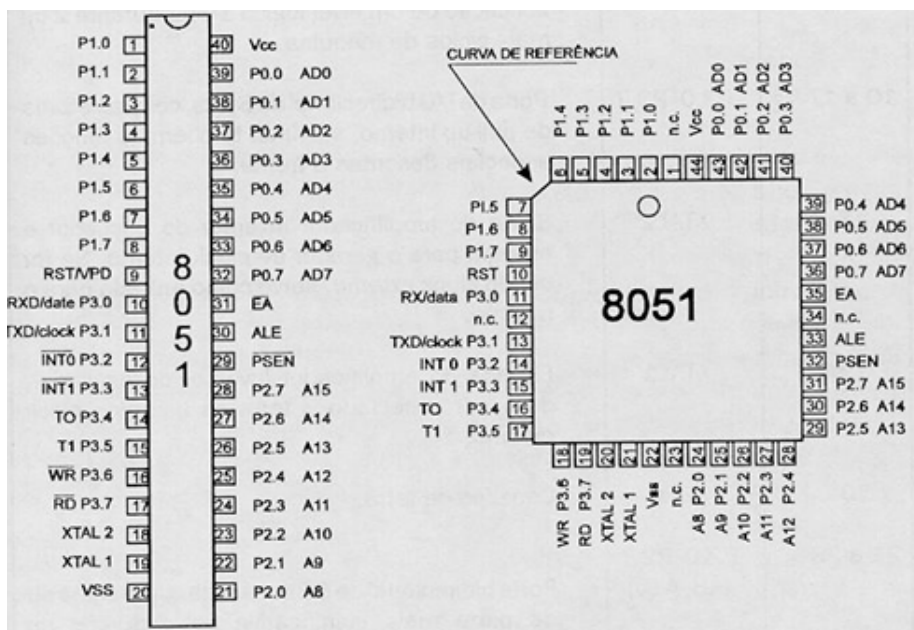 P1.0 1 40 Vcc
P1.1 2 39 P0.0 AD0
P1.2 3 38 P0.1 AD1
P1.3 4 37 P0.2 AD2
P1.4 5 36 P0.3 AD3
P1.5 6 35 P0.4 AD4
P1.6 7 34 P0.5 AD5
P1.7 8 33 P0.6 AD6
RST/VPD 9 32 P0.7 AD7
RXD/date P3.0 10 31 EA
TXD/clock P3.1 11 30 ALE
INT0 P3.2 12 29 PSEN
INT1 P3.3 13 28 P2.7 A15
TO P3.4 14 27 P2.6 A14
T1 P3.5 15 26 P2.5 A13
WR P3.6 16 25 P2.4 A12
RD P3.7 17 24 P2.3 A11
XTAL 2 18 23 P2.2 A10
XTAL 1 19 22 P2.1 A9
VSS 20 21 P2.0 A8
8051
CURVA DE REFERÊNCIA
P1.3
P1.2
P1.1
P1.0
n.c.
Vcc
P0.0 AD0
P0.1 AD1
P0.2 AD2
P0.3 AD3
6 5 4 3 2 1 44 43 42 41 40
PI.5 7
P1.6 8
P1.7 9
RST 10
RX/data P3.0 11
n.c. 12
TXD/clock P3.1 13
INT 0 P3.2 14
INT 1 P3.3 15
TO P3.4 16
T1 P3.5 17
8051
39 P0.4 AD4
38 P0.5 AD5
37 P0.6 AD6
36 P0.7 AD7
35 EA
34 n.c.
33 ALE
32 PSEN
31 P2.7 A15
30 P2.6 A14
29 P2.5 A13
18 19 20 21 22 23 24 25 26 27 28
WR P3.6
RD P3.7
XTAL 2
XTAL 1
Vss
n.c.
A8 P2.0
A9 P2.1
A10 P2.2
A11 P2.3
A12 P2.4